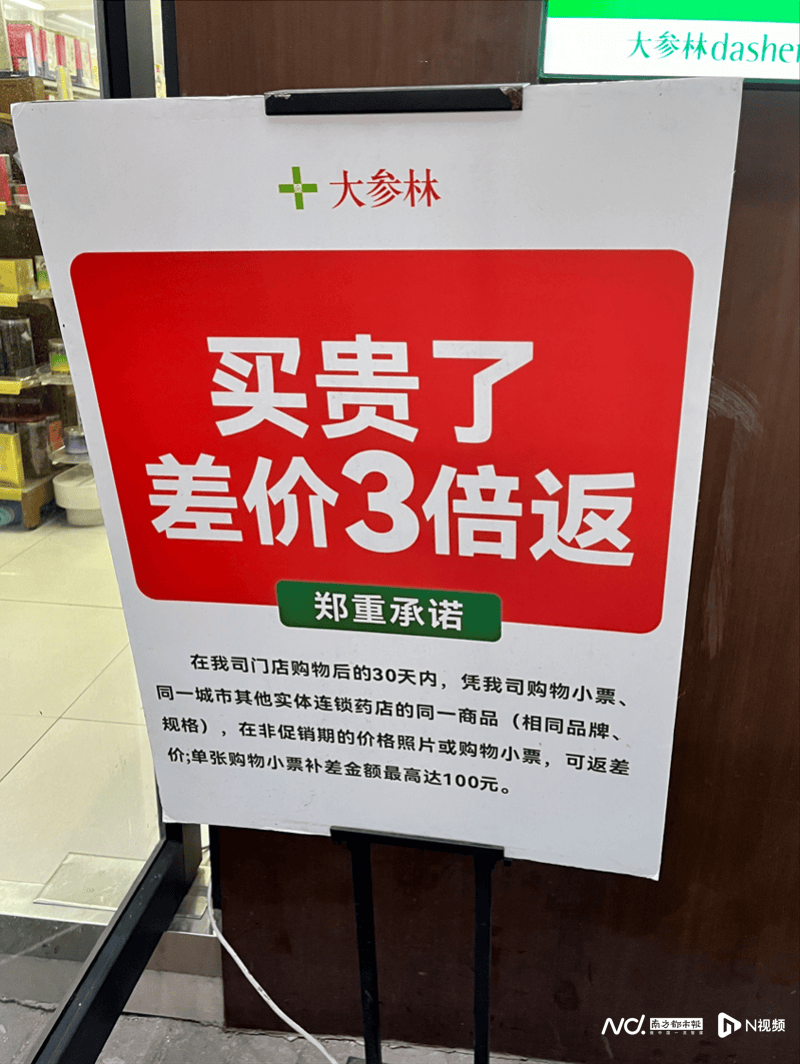 大参林dashen
大参林
买贵了
差价3倍返
郑重承诺
在我司门店购物后的30天内，凭我司购物小票、
同一城市其他实体连锁药店的同一商品（相同品牌、
规格），在非促销期的价格照片或购物小票，可返差
价;单张购物小票补差金额最高达100元。
N视频
南方都市报